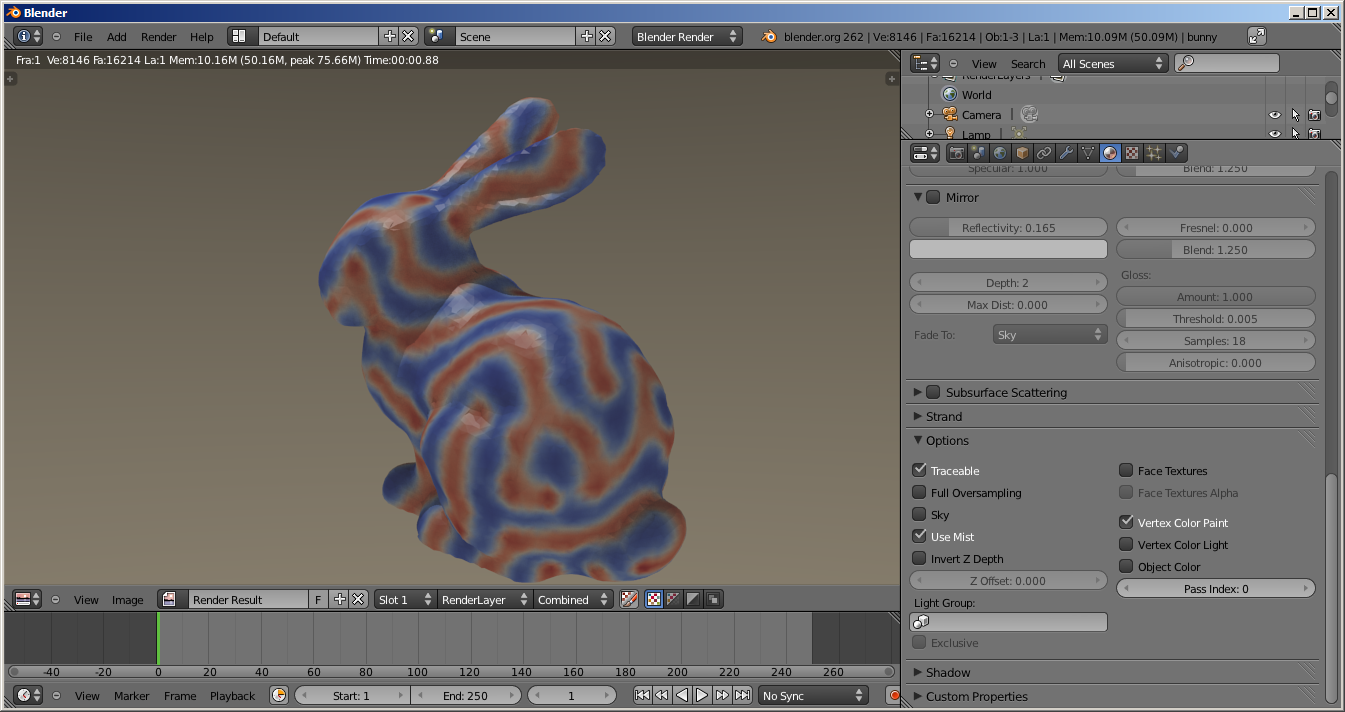 Blender
File Add Render Help Default Scene Blender Render blender.org 262 | Ve:8146 | Fa:16214 | Ob:1-3 | La:1 | Mem:10.09M (50.09M) | bunny
Fra:1 Ve:8146 Fa:16214 La:1 Mem:10.16M (50.16M, peak 75.66M) Time:00:00.88
View Search All Scenes
RenderLayers
World
Camera
Lamp
Specular: 1.000 Blend: 1.250
Mirror
Reflectivity: 0.165 Fresnel: 0.000
Blend: 1.250
Gloss:
Depth: 2 Amount: 1.000
Max Dist: 0.000 Threshold: 0.005
Fade To: Sky Samples: 18
Anisotropic: 0.000
Subsurface Scattering
Strand
Options
Traceable Face Textures
Full Oversampling Face Textures Alpha
Sky Vertex Color Paint
Use Mist Vertex Color Light
Invert Z Depth Object Color
Z Offset: 0.000 Pass Index: 0
Light Group:
Exclusive
Shadow
Custom Properties
View Image Render Result F Slot 1 RenderLayer Combined
-40 -20 0 20 40 60 80 100 120 140 160 180 200 220 240 260
View Marker Frame Playback Start: 1 End: 250 1 No Sync